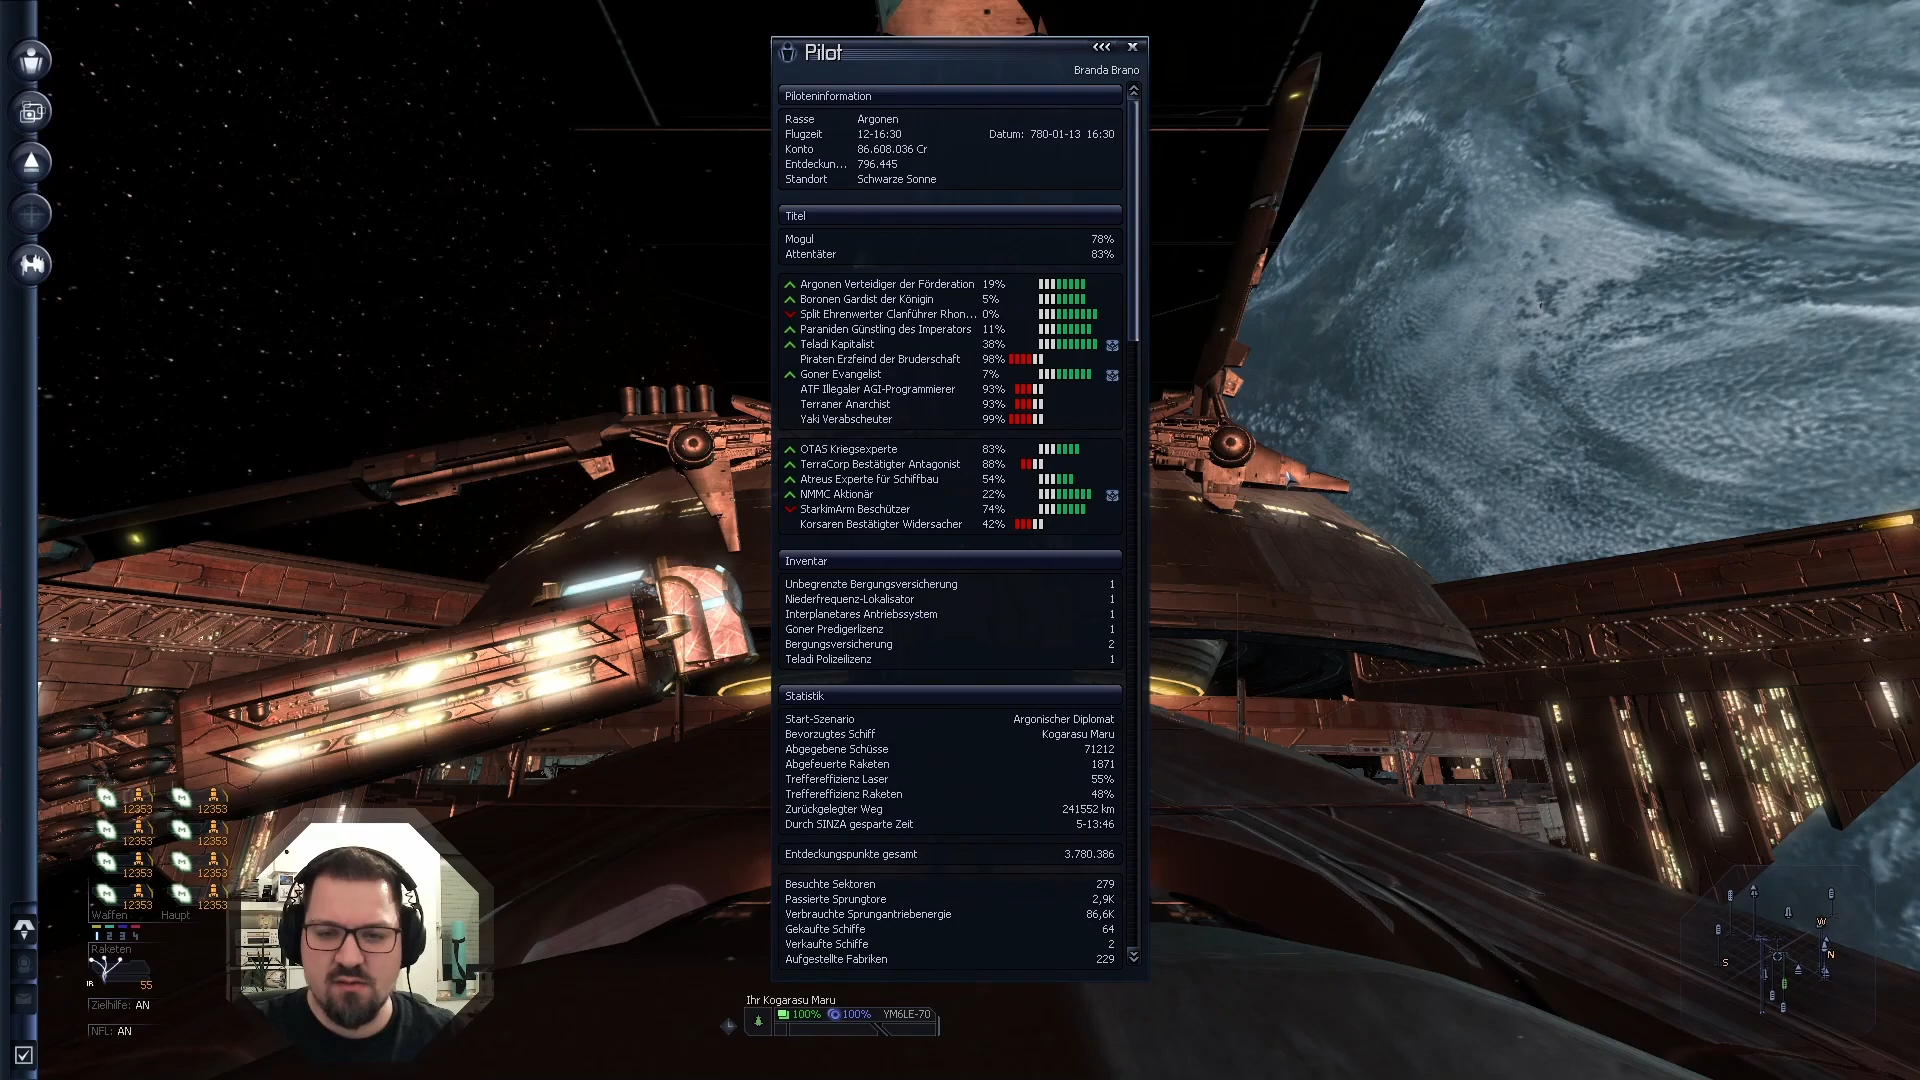 Pilot
Branda Brano
Piloteninformation
Rasse Argonen
Flugzeit 12-16:30 Datum: 780-01-13 16:30
Konto 86.608.036 Cr
Entdeckun... 796.445
Standort Schwarze Sonne
Titel
Mogul 78%
Attentäter 83%
Argonen Verteidiger der Förderation 19%
Boronen Gardist der Königin 5%
Split Ehrenwerter Clanführer Rhon... 0%
Paraniden Günstling des Imperators 11%
Teladi Kapitalist 38%
Piraten Erzfeind der Bruderschaft 98%
Goner Evangelist 7%
ATF Illegaler AGI-Programmierer 93%
Terraner Anarchist 93%
Yaki Verabscheuter 99%
OTAS Kriegsexperte 83%
TerraCorp Bestätigter Antagonist 88%
Atreus Experte für Schiffbau 54%
NMMC Aktionär 22%
StarkimArm Beschützer 74%
Korsaren Bestätigter Widersacher 42%
Inventar
Unbegrenzte Bergungsversicherung 1
Niederfrequenz-Lokalisator 1
Interplanetares Antriebssystem 1
Goner Predigerlizenz 1
Bergungsversicherung 2
Teladi Polizeilizenz 1
Statistik
Start-Szenario Argonischer Diplomat
Bevorzugtes Schiff Kogarasu Maru
Abgegebene Schüsse 71212
Abgefeuerte Raketen 1871
Treffereffizienz Laser 55%
Treffereffizienz Raketen 48%
Zurückgelegter Weg 241552 km
Durch SINZA gesparte Zeit 5-13:46
Entdeckungspunkte gesamt 3.780.386
Besuchte Sektoren 279
Passierte Sprungtore 2,9K
Verbrauchte Sprungantriebenergie 86,6K
Gekaufte Schiffe 64
Verkaufte Schiffe 2
Aufgestellte Fabriken 229
M 12353 M 12353
M 12353 M 12353
M 12353 M 12353
M 12353 M 12353
Waffen Haupt
1 2 3 4
Raketen
IR 55
Zielhilfe: AN
NFL: AN
Ihr Kogarasu Maru
100% 100% YM6LE-70
W
N
S